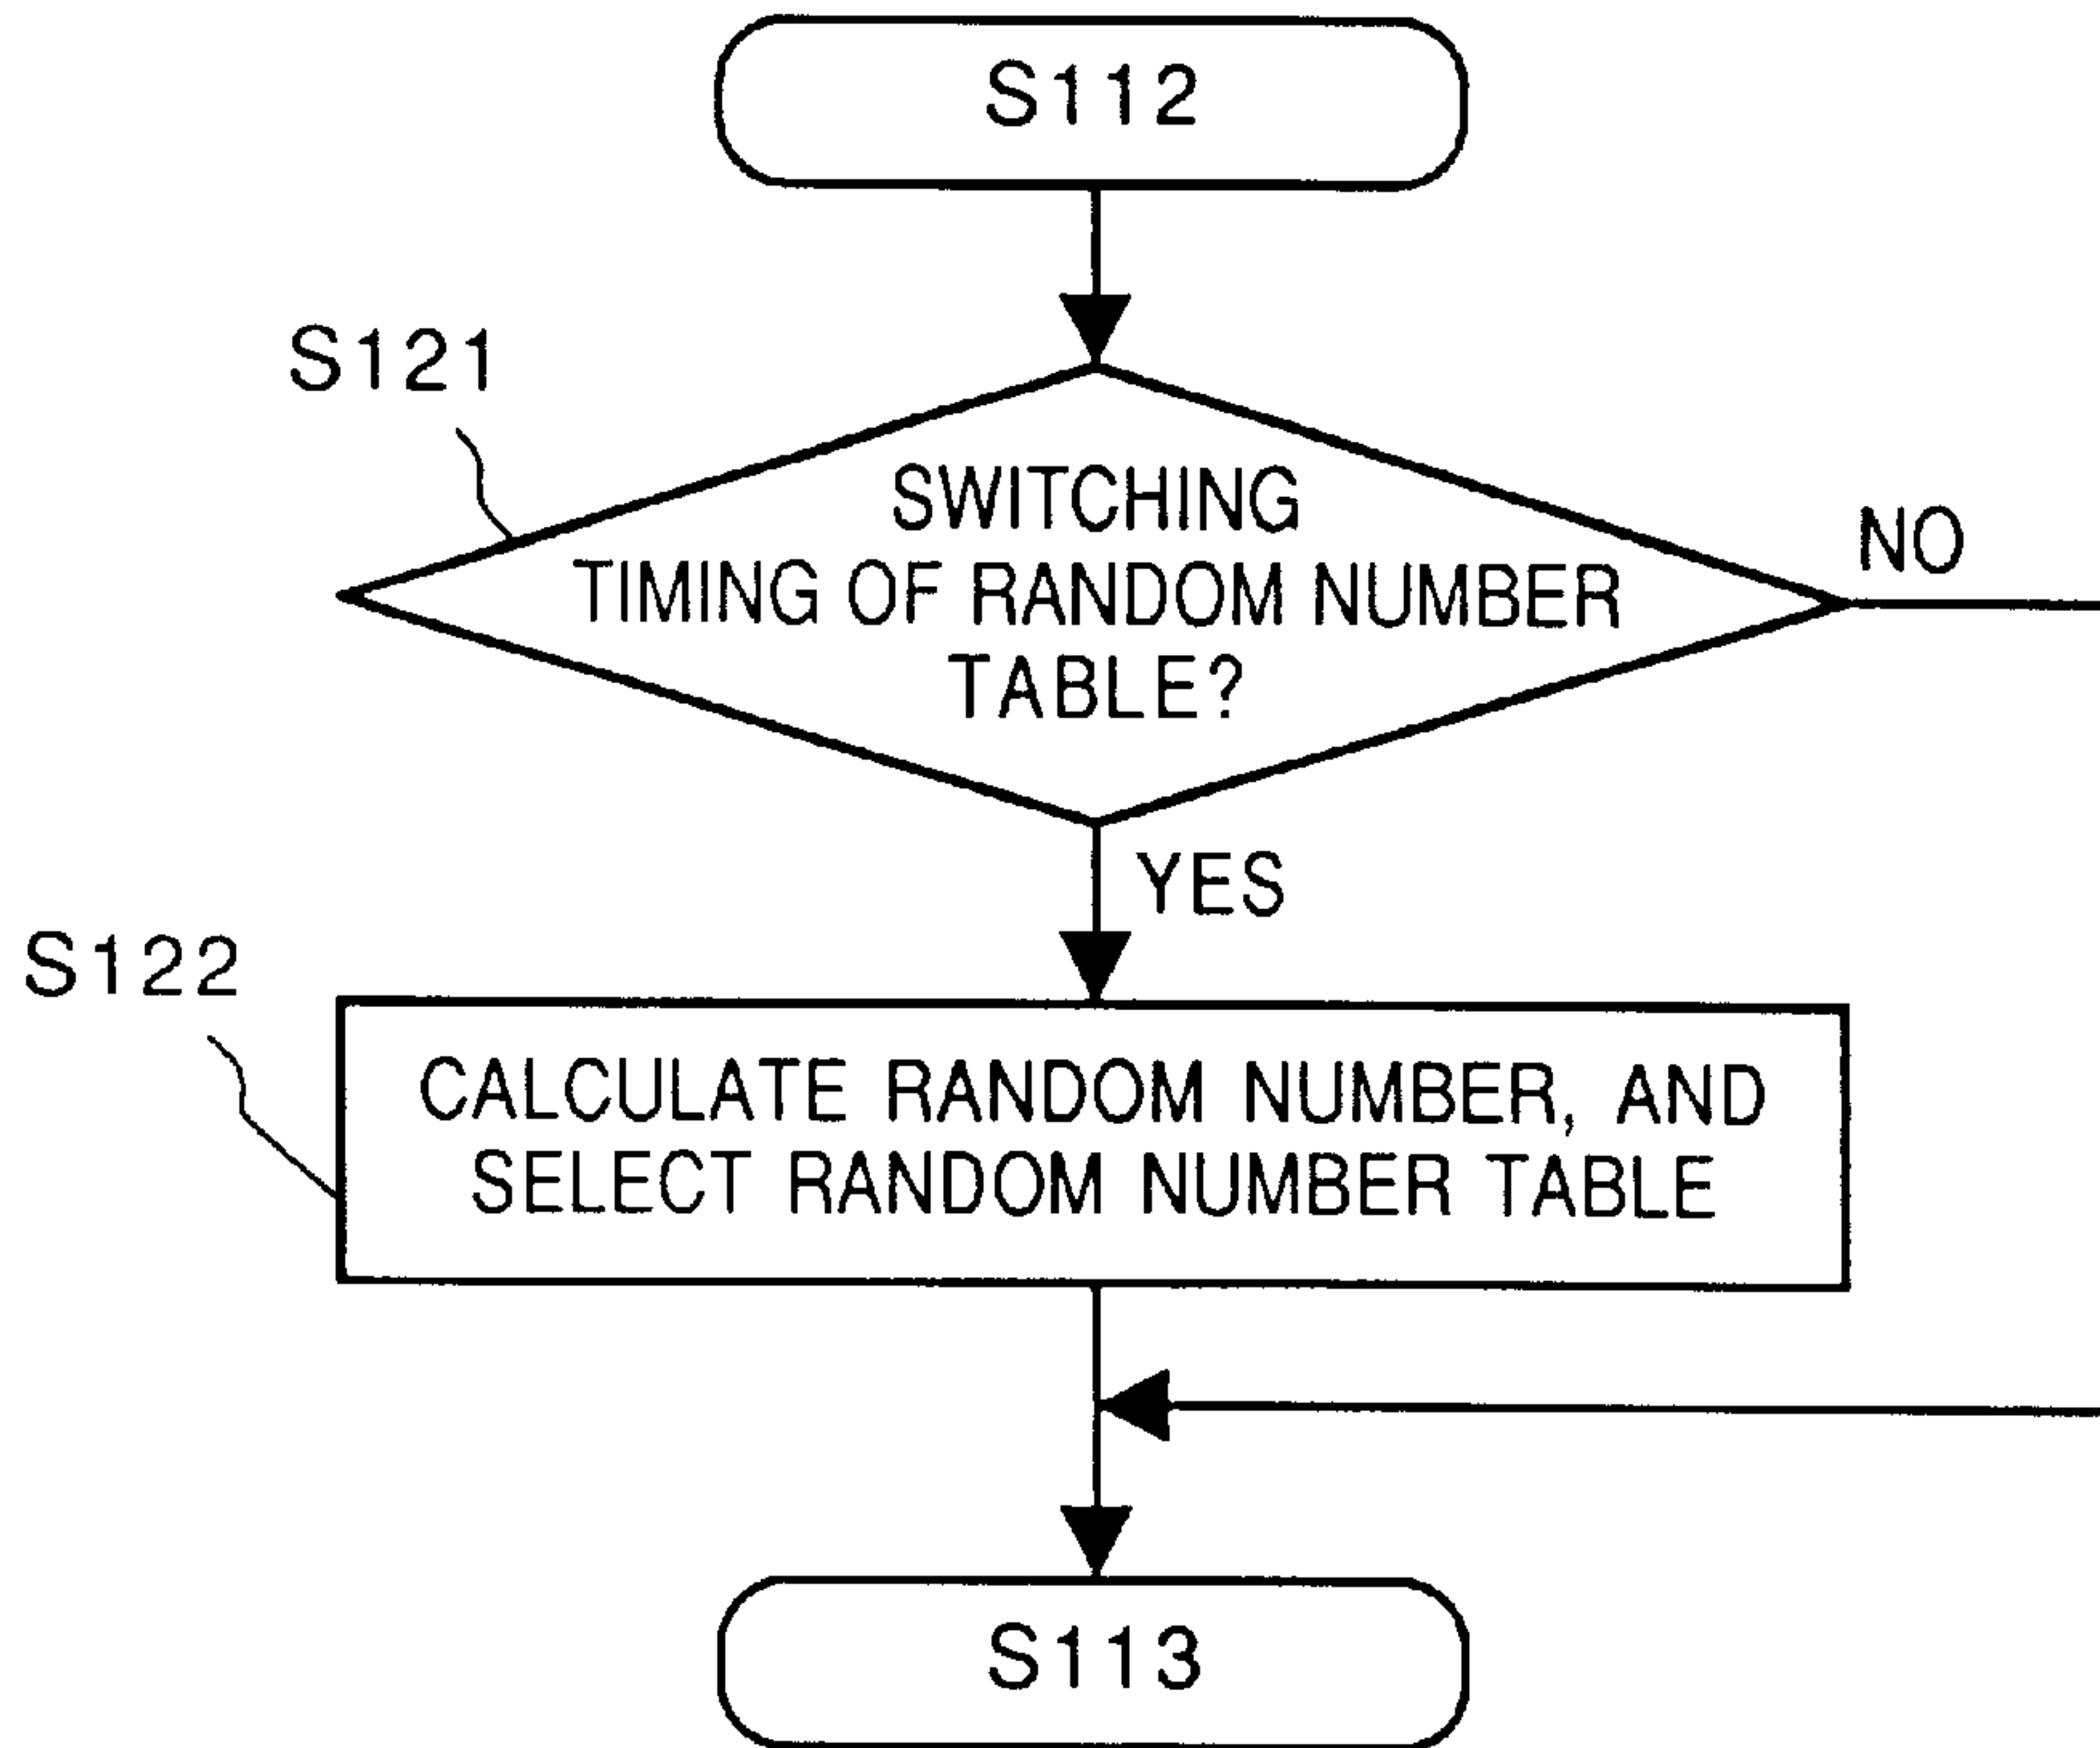 S112
S121
SWITCHING
TIMING OF RANDOM NUMBER
TABLE?
NO
YES
S122
CALCULATE RANDOM NUMBER, AND
SELECT RANDOM NUMBER TABLE
S113